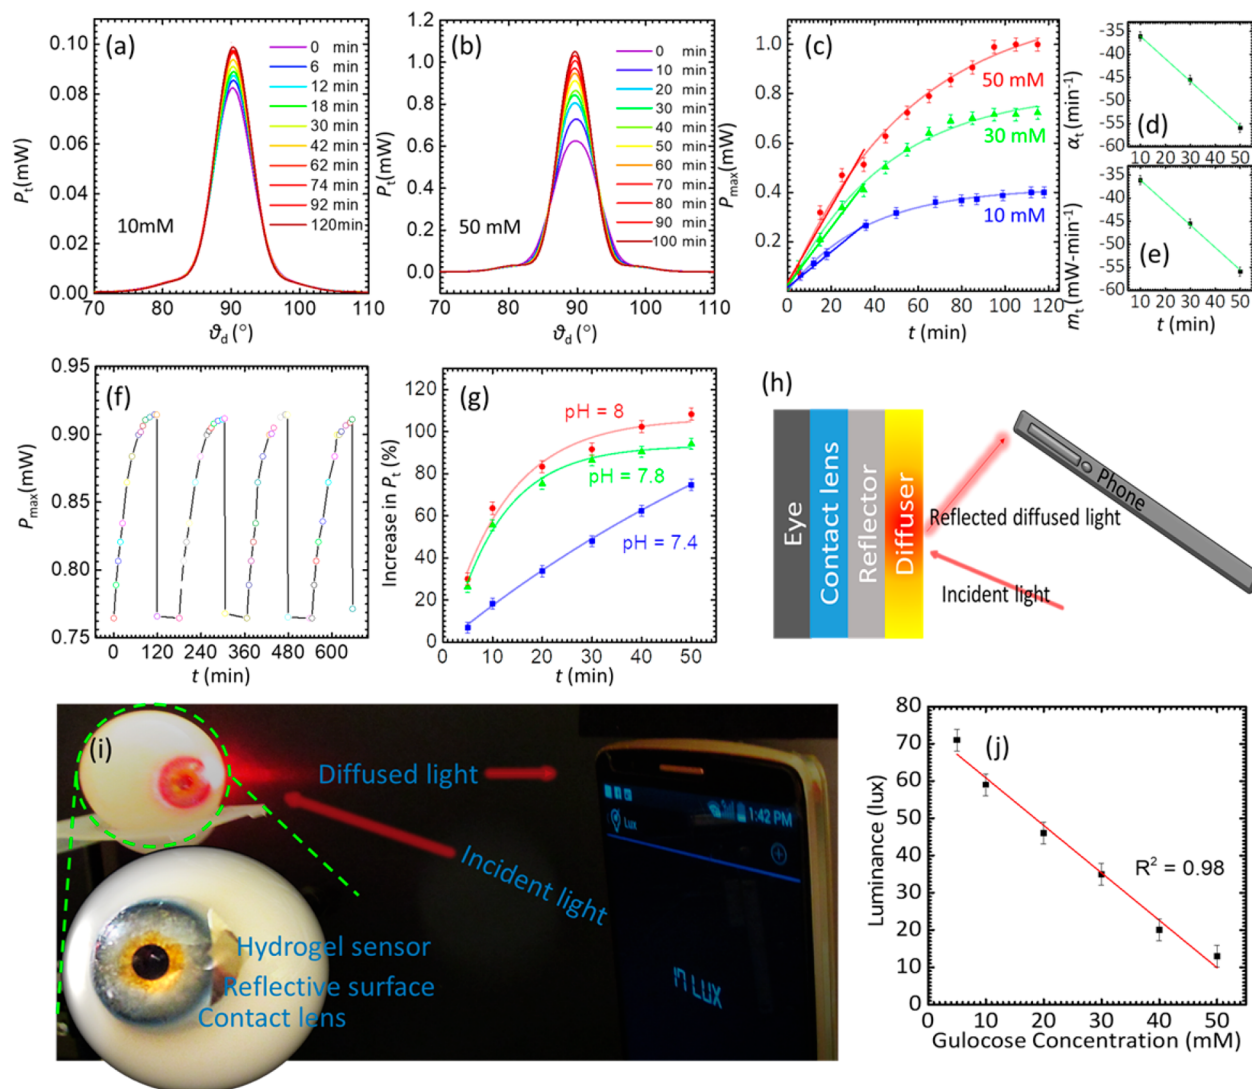 (a)
0 min
6 min
12 min
18 min
30 min
42 min
62 min
74 min
92 min
120min
10mM
0.10
0.08
0.06
0.04
0.02
0.00
Pt(mW)
70 80 90 100 110
ϑd(°)
(b)
0 min
10 min
20 min
30 min
40 min
50 min
60 min
70 min
80 min
90 min
100 min
50 mM
1.2
1.0
0.8
0.6
0.4
0.2
0.0
Pt(mW)
70 80 90 100 110
ϑd(°)
(c)
50 mM
30 mM
10 mM
1.0
0.8
0.6
0.4
0.2
Pmax(mW)
0 20 40 60 80 100 120
t (min)
(d)
-35
-40
-45
-50
-55
-60
αt (min-1)
10 20 30 40 50
(e)
-35
-40
-45
-50
-55
mt (mW-min-1)
10 20 30 40 50
t (min)
(f)
0.95
0.90
0.85
0.80
0.75
Pmax(mW)
0 120 240 360 480 600
t (min)
(g)
pH = 8
pH = 7.8
pH = 7.4
120
100
80
60
40
20
0
Increase in Pt (%)
0 10 20 30 40 50
t (min)
(h)
Eye
Contact lens
Reflector
Diffuser
Phone
Reflected diffused light
Incident light
(i)
Diffused light
Incident light
Hydrogel sensor
Reflective surface
Contact lens
1:42 PM
Lux
17 LUX
(j)
R2 = 0.98
80
70
60
50
40
30
20
10
0
Luminance (lux)
0 10 20 30 40 50
Gulocose Concentration (mM)